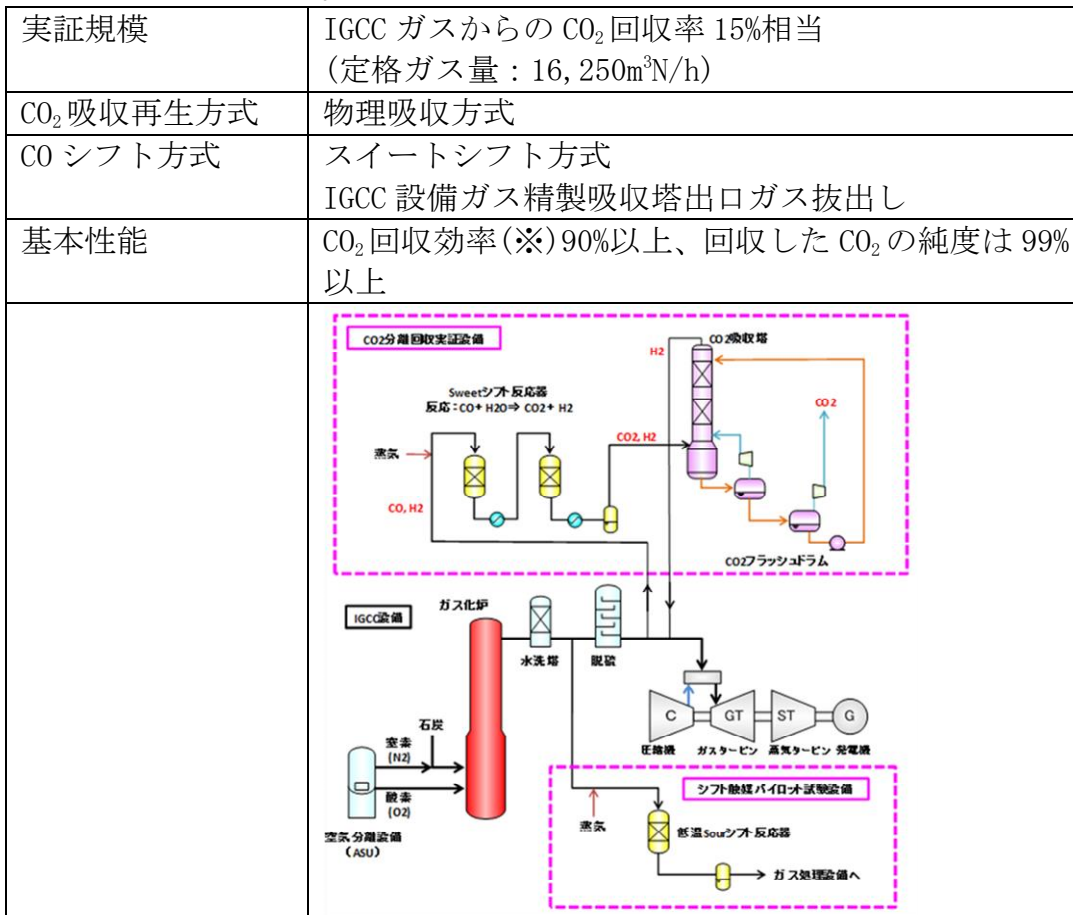 実証規模
IGCC ガスからの CO₂回収率 15%相当
(定格ガス量：16,250m³N/h)
CO₂吸収再生方式
物理吸収方式
CO シフト方式
スイートシフト方式
IGCC 設備ガス精製吸収塔出口ガス抜出し
基本性能
CO₂回収効率(※)90%以上、回収した CO₂の純度は 99%
以上
CO2分離回収実証設備
CO2吸収塔
H2
Sweetシフト反応器
反応：CO+ H2O⇒ CO2+ H2
CO2
蒸気
CO2, H2
CO, H2
CO2フラッシュドラム
IGCC設備
ガス化炉
水洗塔
脱硫
石炭
窒素
(N2)
酸素
(O2)
空気分離設備
(ASU)
C
GT
ST
G
圧縮機
ガスタービン
蒸気タービン
発電機
シフト触媒パイロット試験設備
蒸気
低温Sourシフト反応器
ガス処理設備へ